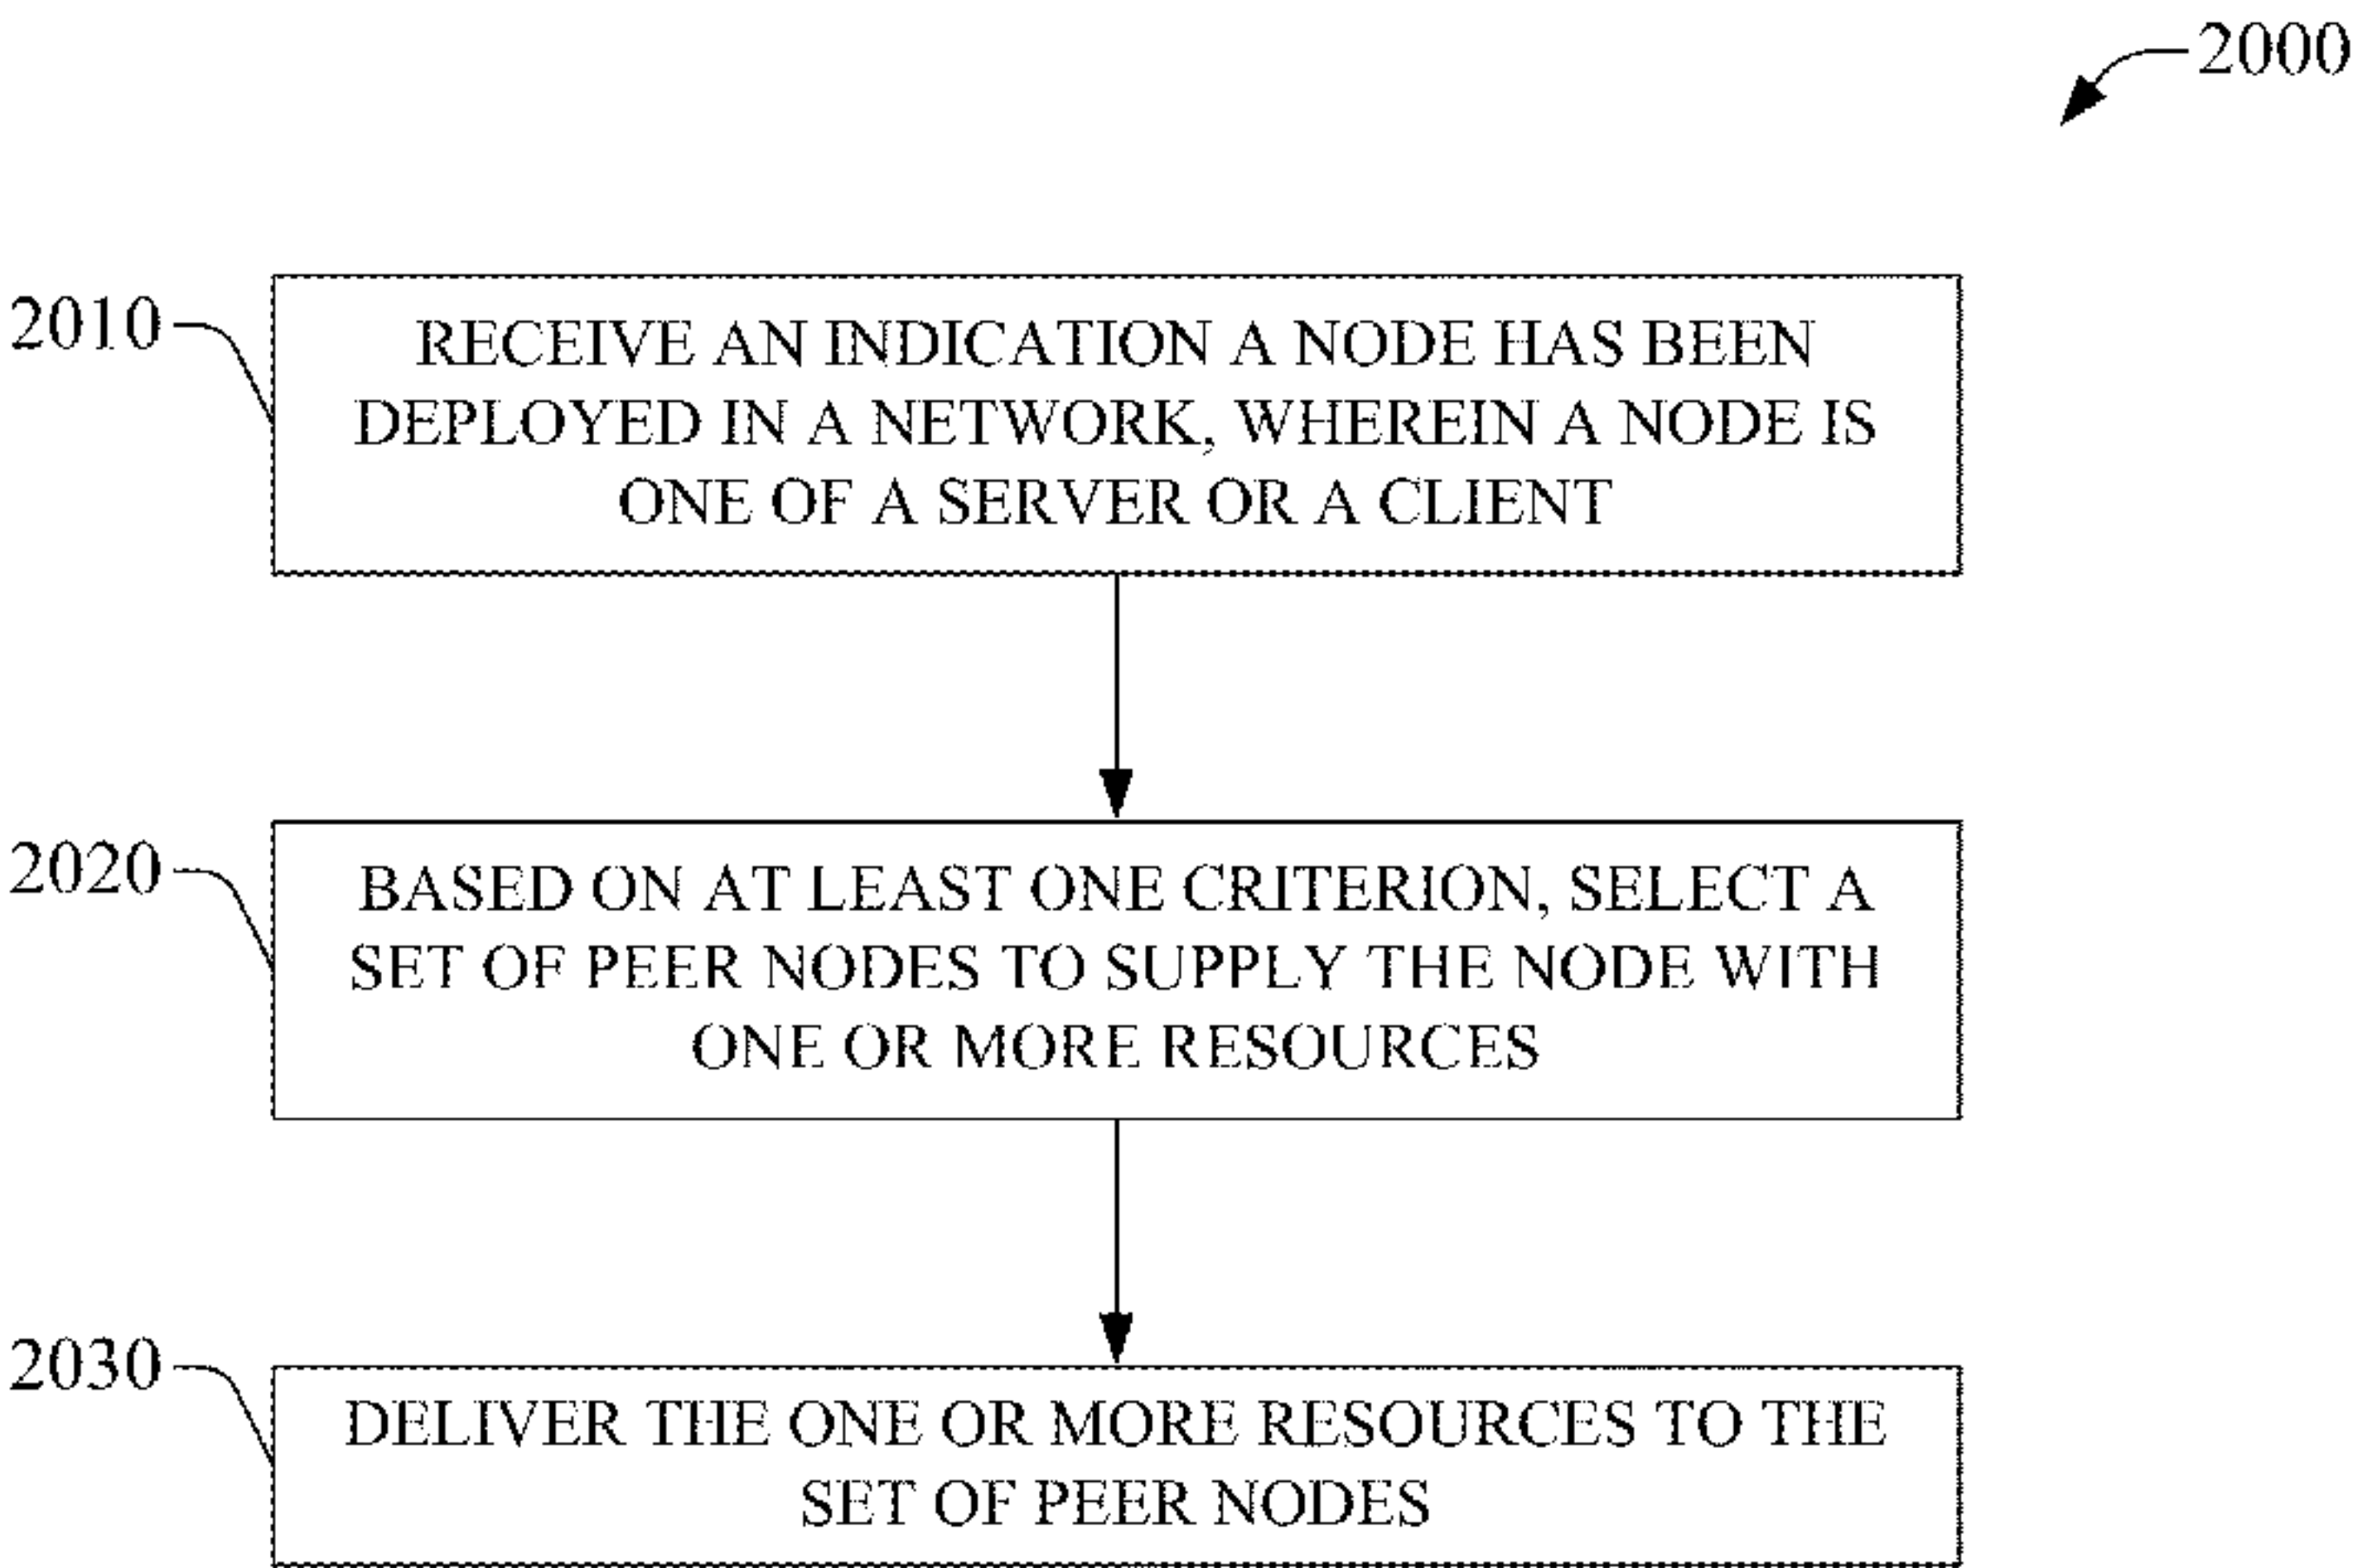 2000
2010
RECEIVE AN INDICATION A NODE HAS BEEN
DEPLOYED IN A NETWORK, WHEREIN A NODE IS
ONE OF A SERVER OR A CLIENT
2020
BASED ON AT LEAST ONE CRITERION, SELECT A
SET OF PEER NODES TO SUPPLY THE NODE WITH
ONE OR MORE RESOURCES
2030
DELIVER THE ONE OR MORE RESOURCES TO THE
SET OF PEER NODES